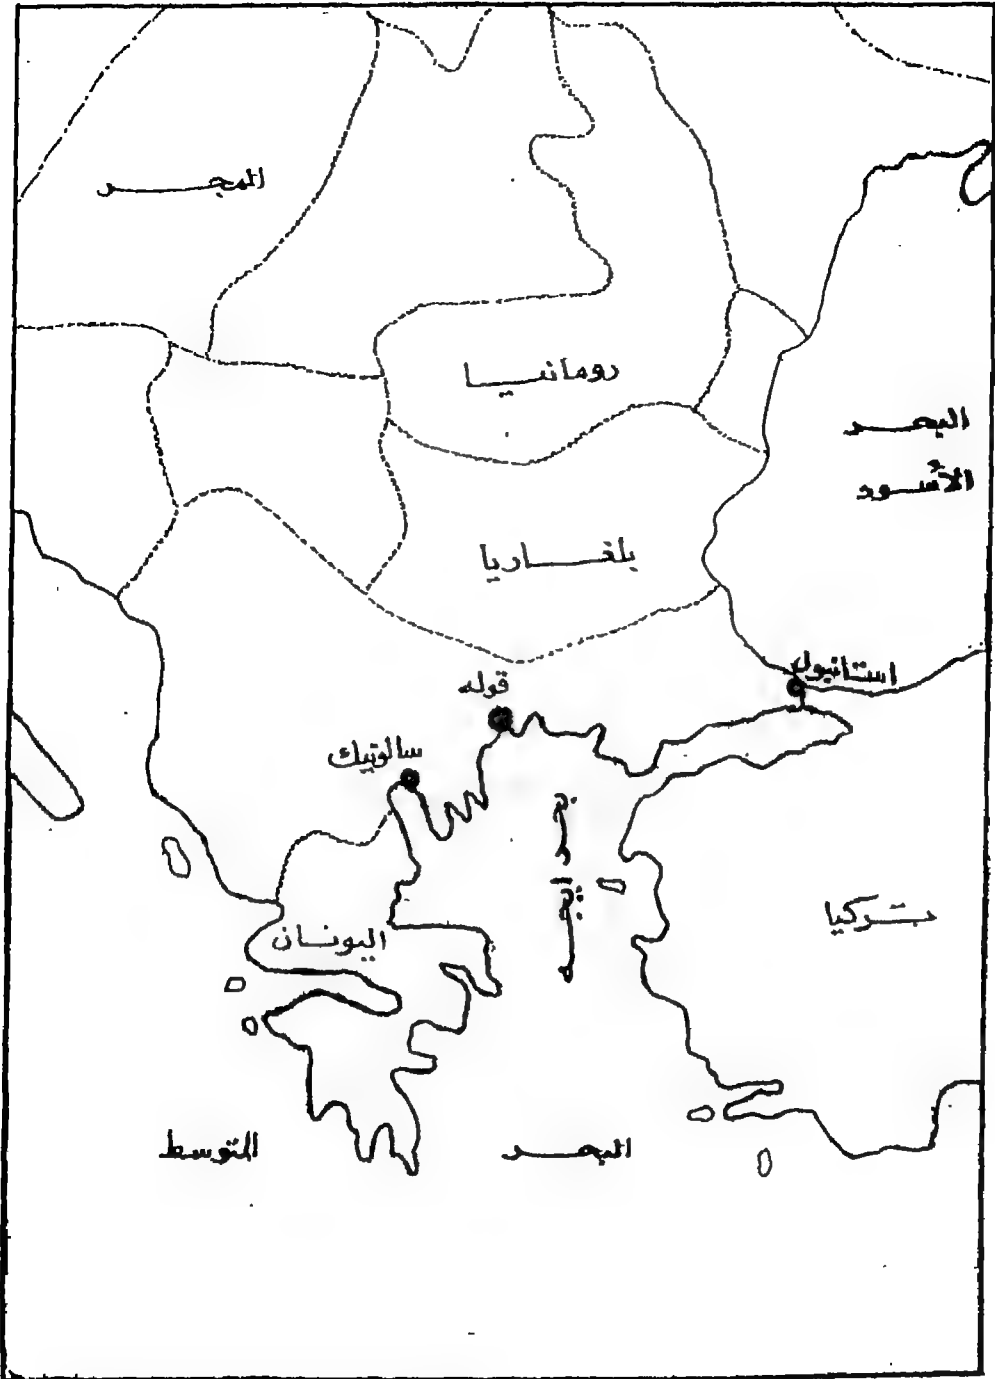 المجر
رومانيا
البحر
الأسود
بلغاريا
استانبول
قوله
سالونيك
بحر إيجه
تركيا
اليونان
البحر
المتوسط